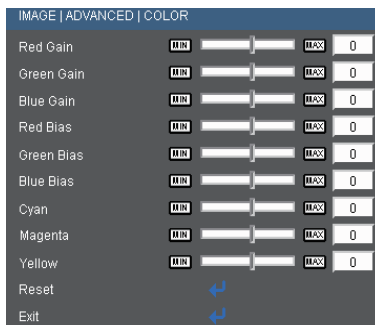 IMAGE | ADVANCED | COLOR
Red Gain MIN MAX 0
Green Gain MIN MAX 0
Blue Gain MIN MAX 0
Red Bias MIN MAX 0
Green Bias MIN MAX 0
Blue Bias MIN MAX 0
Cyan MIN MAX 0
Magenta MIN MAX 0
Yellow MIN MAX 0
Reset
Exit